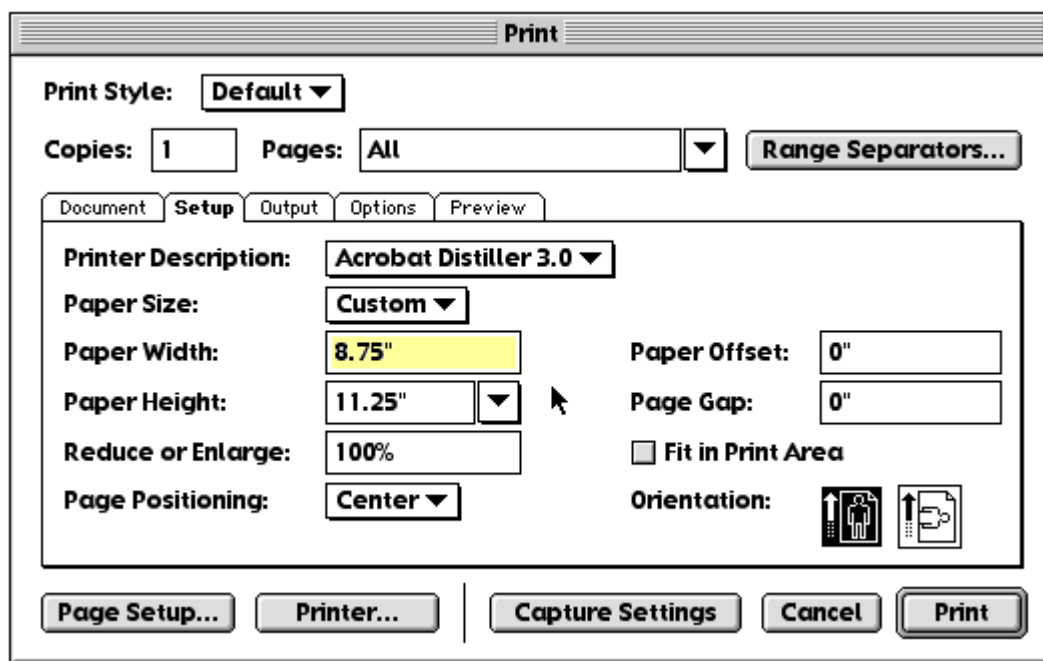 Print
Print Style: Default
Copies: 1 Pages: All Range Separators...
Document Setup Output Options Preview
Printer Description: Acrobat Distiller 3.0
Paper Size: Custom
Paper Width: 8.75" Paper Offset: 0"
Paper Height: 11.25" Page Gap: 0"
Reduce or Enlarge: 100% Fit in Print Area
Page Positioning: Center Orientation:
Page Setup... Printer... Capture Settings Cancel Print